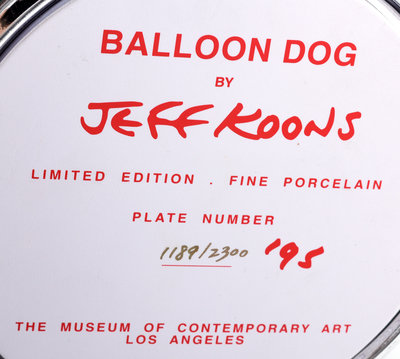 BALLOON DOG
BY
JEFF KOONS
LIMITED EDITION . FINE PORCELAIN
PLATE NUMBER
1189/2300 '95
THE MUSEUM OF CONTEMPORARY ART
LOS ANGELES